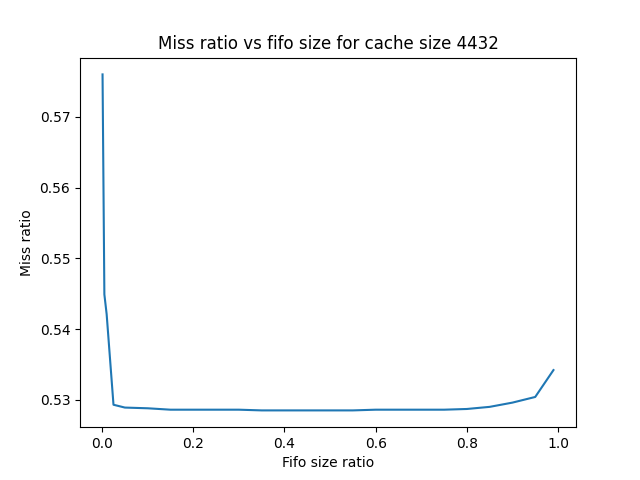 Miss ratio vs fifo size for cache size 4432
Miss ratio
0.57
0.56
0.55
0.54
0.53
0.0 0.2 0.4 0.6 0.8 1.0
Fifo size ratio